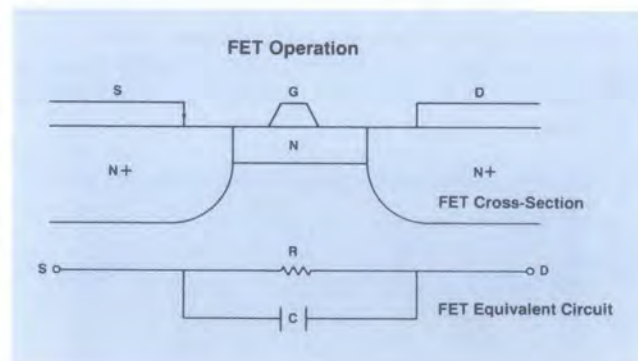 FET Operation
S G D
N
N+ N+
FET Cross-Section
R
S D
C
FET Equivalent Circuit